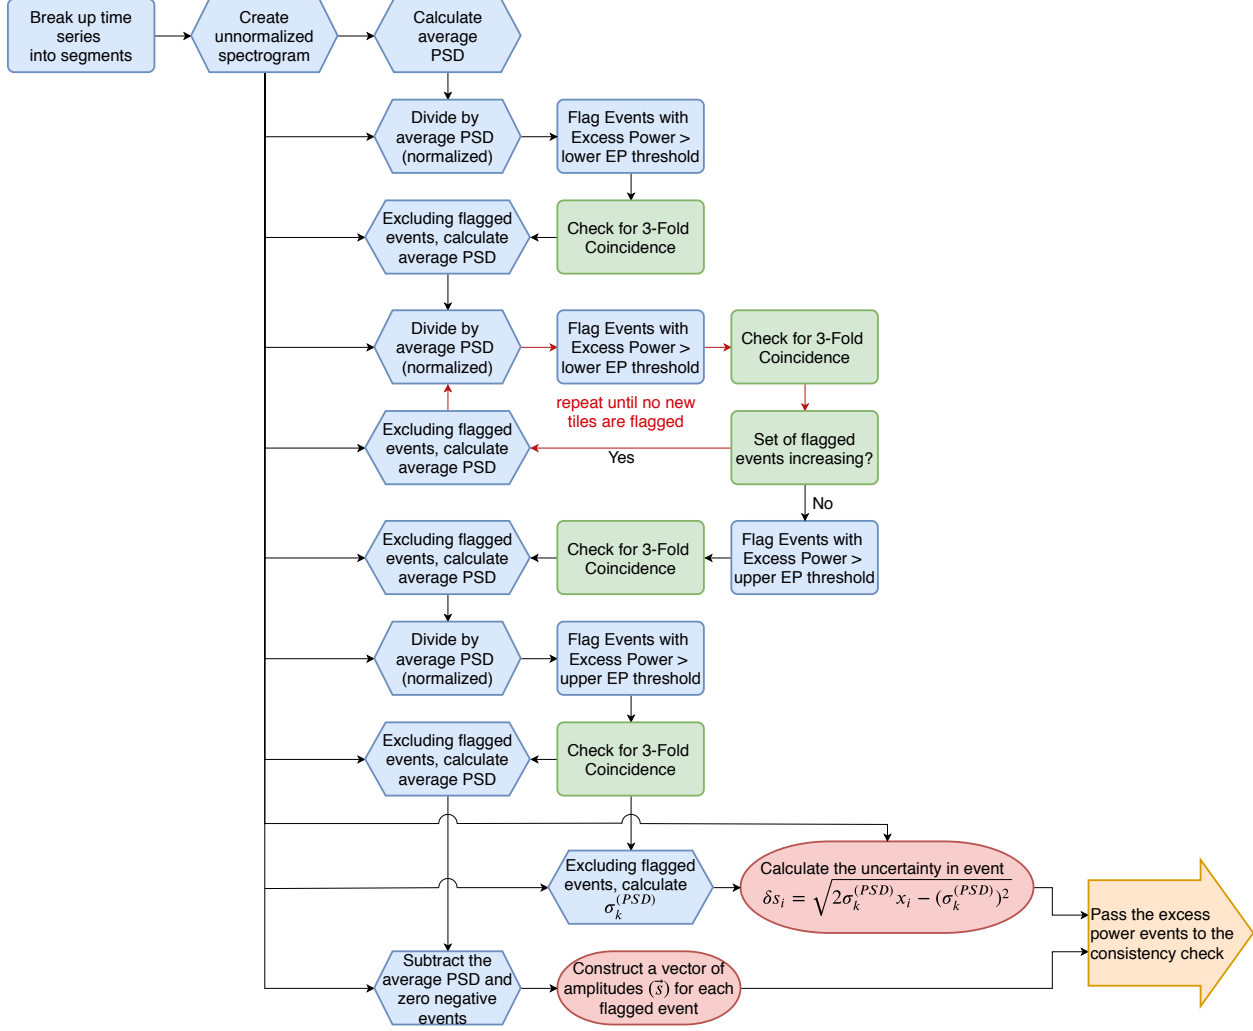 Break up time
series
into segments
Create
unnormalized
spectrogram
Calculate
average
PSD
Divide by
average PSD
(normalized)
Flag Events with
Excess Power >
lower EP threshold
Excluding flagged
events, calculate
average PSD
Check for 3-Fold
Coincidence
Divide by
average PSD
(normalized)
Flag Events with
Excess Power >
lower EP threshold
Check for 3-Fold
Coincidence
repeat until no new
tiles are flagged
Excluding flagged
events, calculate
average PSD
Yes
Set of flagged
events increasing?
No
Excluding flagged
events, calculate
average PSD
Check for 3-Fold
Coincidence
Flag Events with
Excess Power >
upper EP threshold
Divide by
average PSD
(normalized)
Flag Events with
Excess Power >
upper EP threshold
Excluding flagged
events, calculate
average PSD
Check for 3-Fold
Coincidence
Excluding flagged
events, calculate
σ_k^{(PSD)}
Calculate the uncertainty in event
δs_i = √(2σ_k^{(PSD)} x_i − (σ_k^{(PSD)})²)
Pass the excess
power events to the
consistency check
Subtract the
average PSD and
zero negative
events
Construct a vector of
amplitudes (s⃗) for each
flagged event